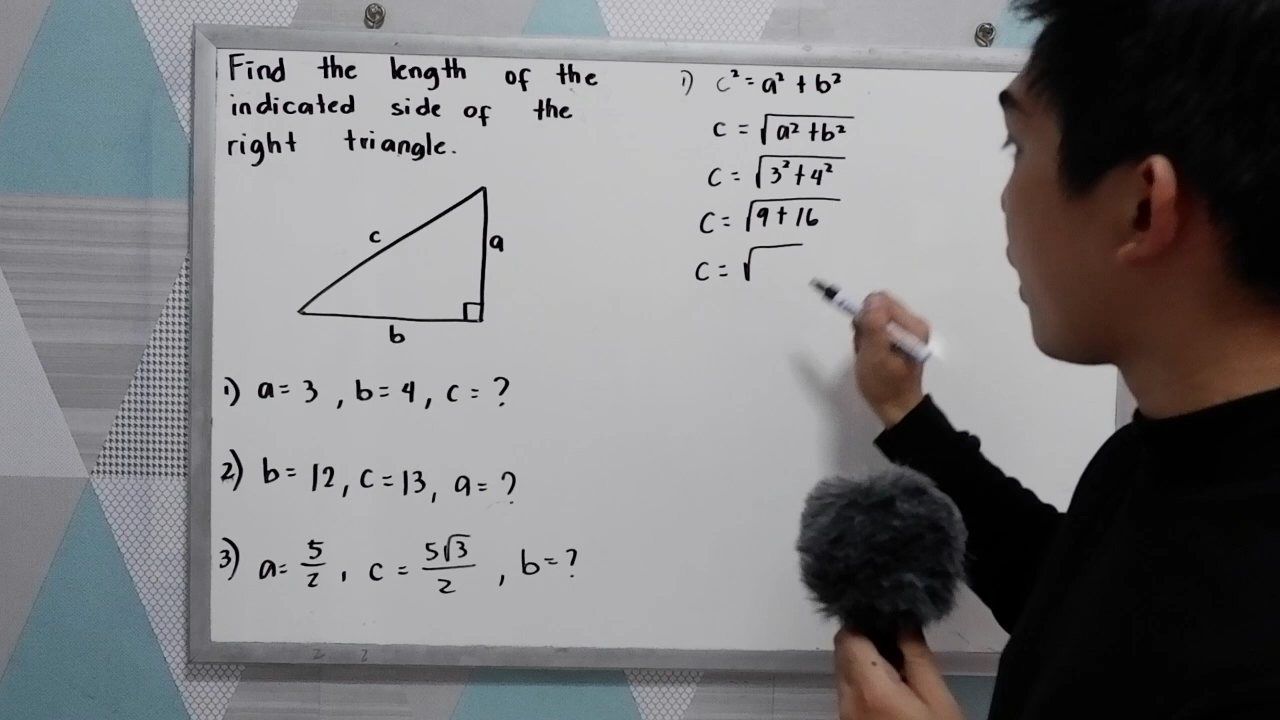 Find the length of the
indicated side of the
right triangle.
c
a
b
1) a = 3 , b = 4 , c = ?
2) b = 12 , c = 13 , a = ?
3) a = 5/2 , c = 5√3/2 , b = ?
1) c² = a² + b²
c = √a² + b²
c = √3² + 4²
c = √9 + 16
c = √